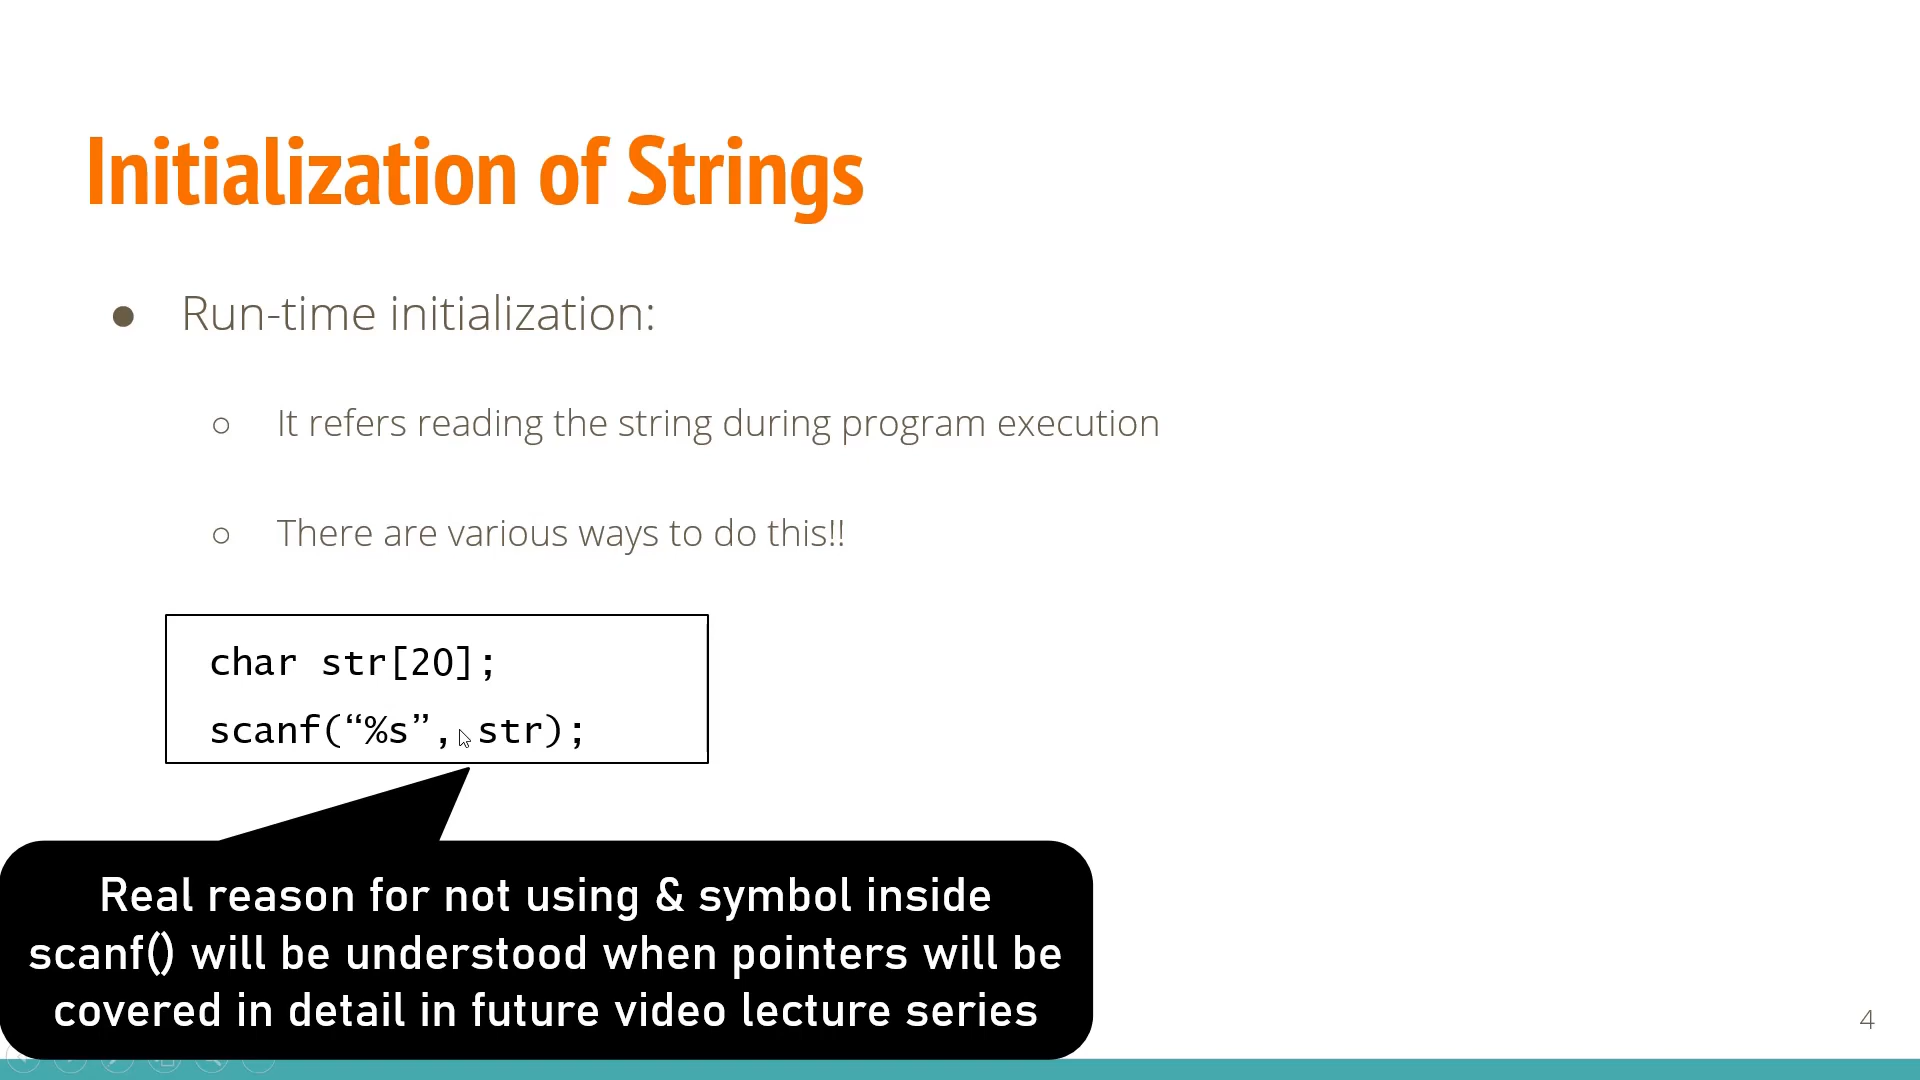 Initialization of Strings
● Run-time initialization:
○ It refers reading the string during program execution
○ There are various ways to do this!!
char str[20];
scanf(“%s”, str);
Real reason for not using & symbol inside
scanf() will be understood when pointers will be
covered in detail in future video lecture series
4